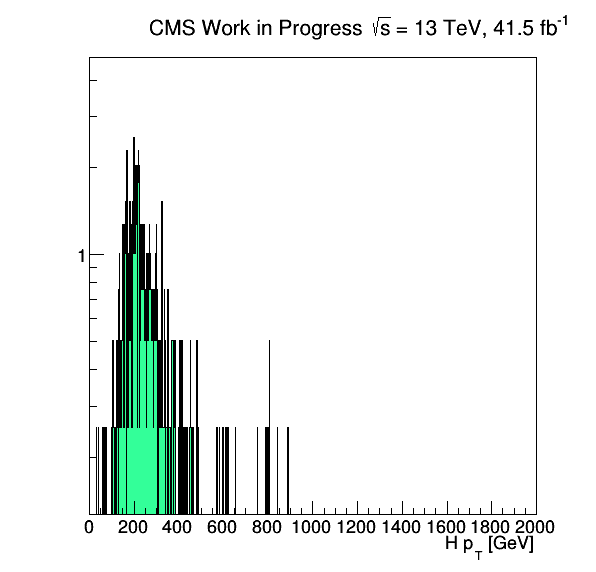 CMS Work in Progress √s = 13 TeV, 41.5 fb⁻¹
1
0 200 400 600 800 1000 1200 1400 1600 1800 2000
H p_T [GeV]